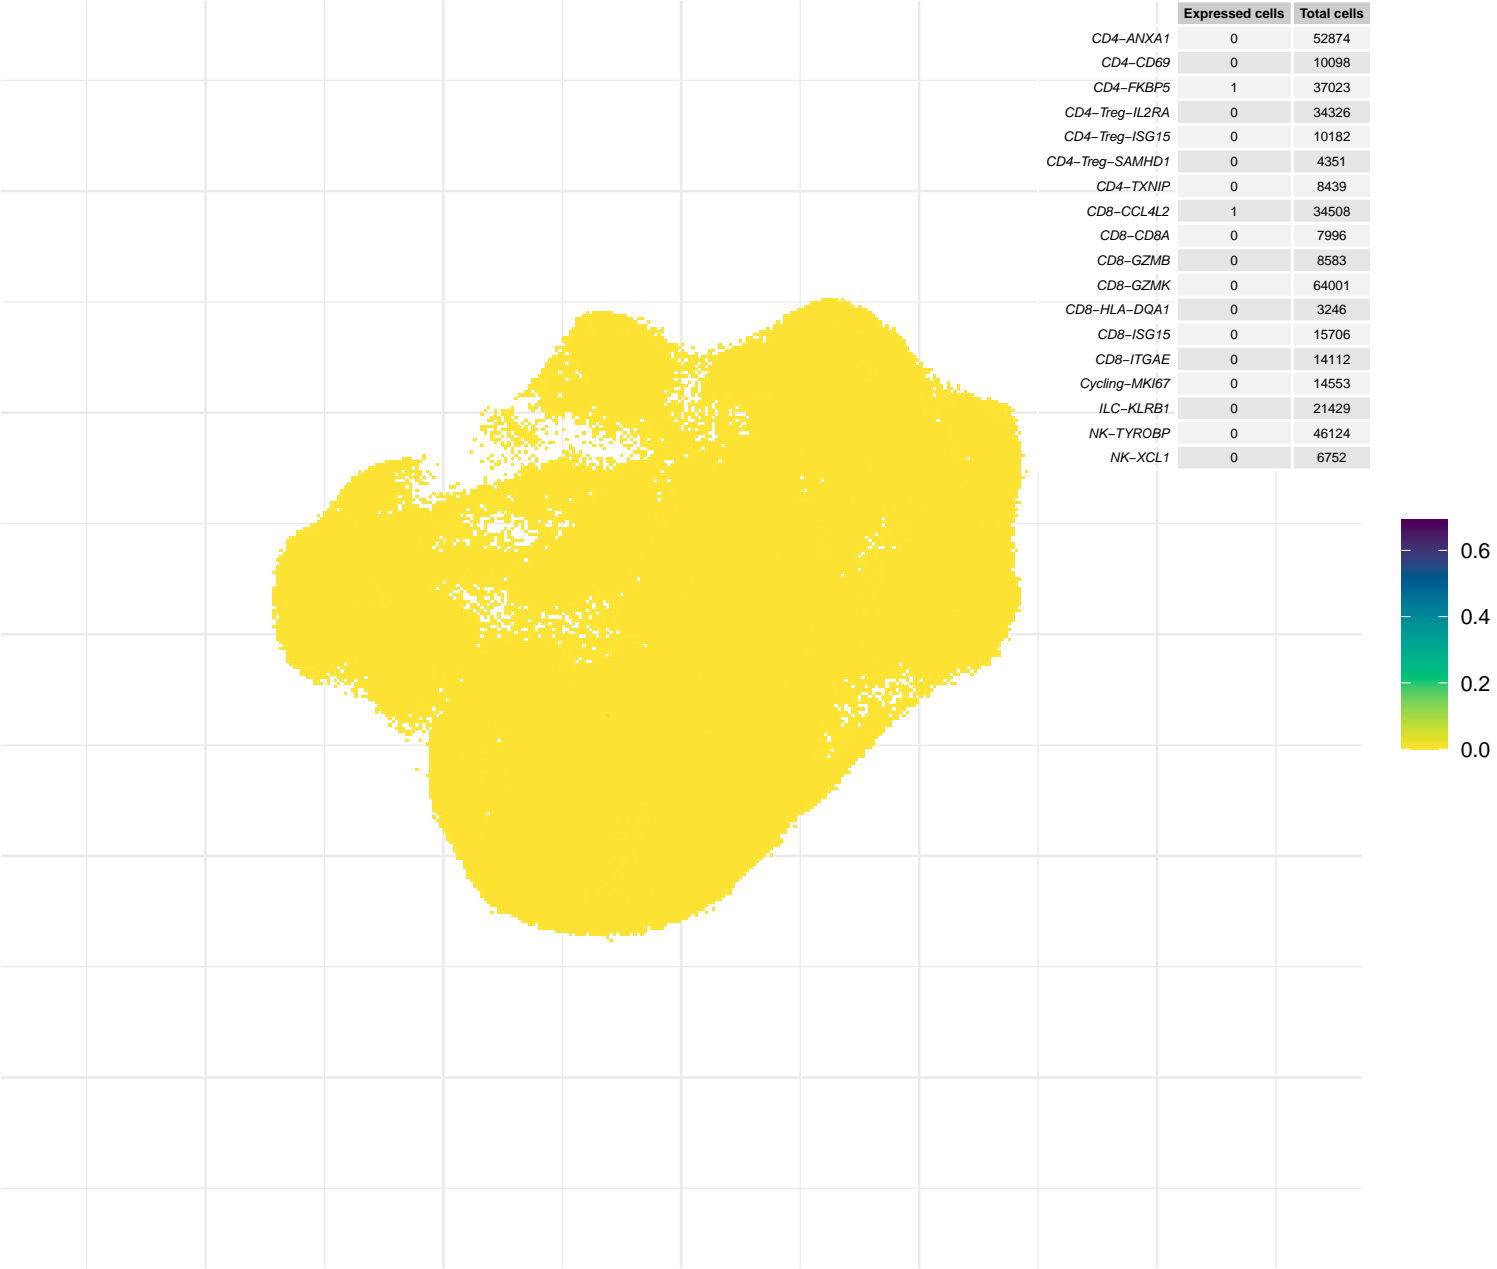 Expressed cells Total cells
CD4−ANXA1 0 52874
CD4−CD69 0 10098
CD4−FKBP5 1 37023
CD4−Treg−IL2RA 0 34326
CD4−Treg−ISG15 0 10182
CD4−Treg−SAMHD1 0 4351
CD4−TXNIP 0 8439
CD8−CCL4L2 1 34508
CD8−CD8A 0 7996
CD8−GZMB 0 8583
CD8−GZMK 0 64001
CD8−HLA−DQA1 0 3246
CD8−ISG15 0 15706
CD8−ITGAE 0 14112
Cycling−MKI67 0 14553
ILC−KLRB1 0 21429
NK−TYROBP 0 46124
NK−XCL1 0 6752
0.6
0.4
0.2
0.0